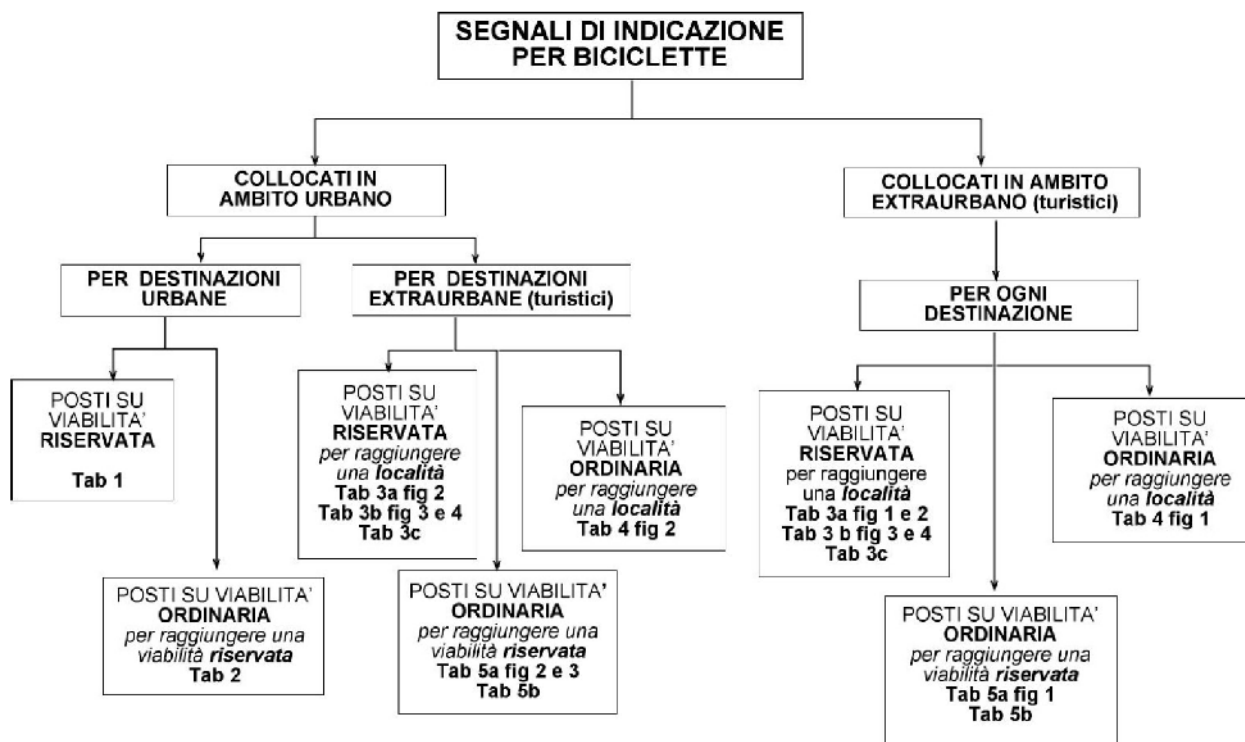 SEGNALI DI INDICAZIONE
PER BICICLETTE
COLLOCATI IN
AMBITO URBANO
COLLOCATI IN AMBITO
EXTRAURBANO (turistici)
PER DESTINAZIONI
URBANE
PER DESTINAZIONI
EXTRAURBANE (turistici)
PER OGNI
DESTINAZIONE
POSTI SU
VIABILITA'
RISERVATA
Tab 1
POSTI SU
VIABILITA'
RISERVATA
per raggiungere
una località
Tab 3a fig 2
Tab 3b fig 3 e 4
Tab 3c
POSTI SU
VIABILITA'
ORDINARIA
per raggiungere
una località
Tab 4 fig 2
POSTI SU
VIABILITA'
RISERVATA
per raggiungere
una località
Tab 3a fig 1 e 2
Tab 3 b fig 3 e 4
Tab 3c
POSTI SU
VIABILITA'
ORDINARIA
per raggiungere
una località
Tab 4 fig 1
POSTI SU VIABILITA'
ORDINARIA
per raggiungere una
viabilità riservata
Tab 2
POSTI SU VIABILITA'
ORDINARIA
per raggiungere una
viabilità riservata
Tab 5a fig 2 e 3
Tab 5b
POSTI SU VIABILITA'
ORDINARIA
per raggiungere una
viabilità riservata
Tab 5a fig 1
Tab 5b